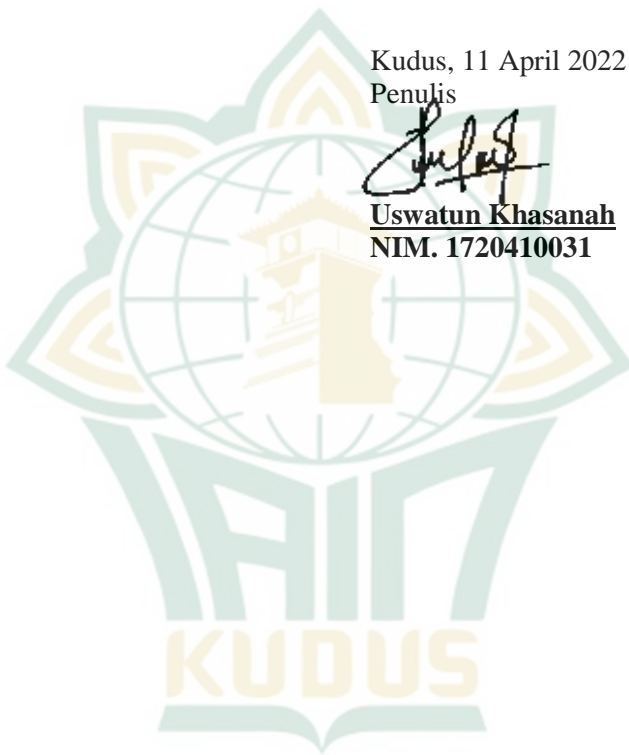 Kudus, 11 April 2022
Penulis
Uswatun Khasanah
NIM. 1720410031
IAIN
KUDUS